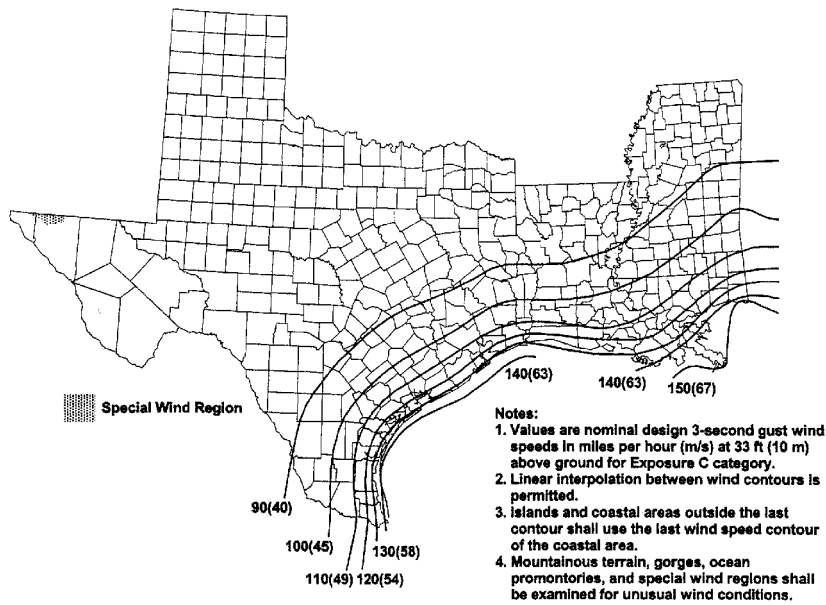 140(63)
140(63)
150(67)
Special Wind Region
90(40)
100(45)
130(58)
110(49)
120(54)
Notes:
1. Values are nominal design 3-second gust wind
speeds in miles per hour (m/s) at 33 ft (10 m)
above ground for Exposure C category.
2. Linear interpolation between wind contours is
permitted.
3. Islands and coastal areas outside the last
contour shall use the last wind speed contour
of the coastal area.
4. Mountainous terrain, gorges, ocean
promontories, and special wind regions shall
be examined for unusual wind conditions.